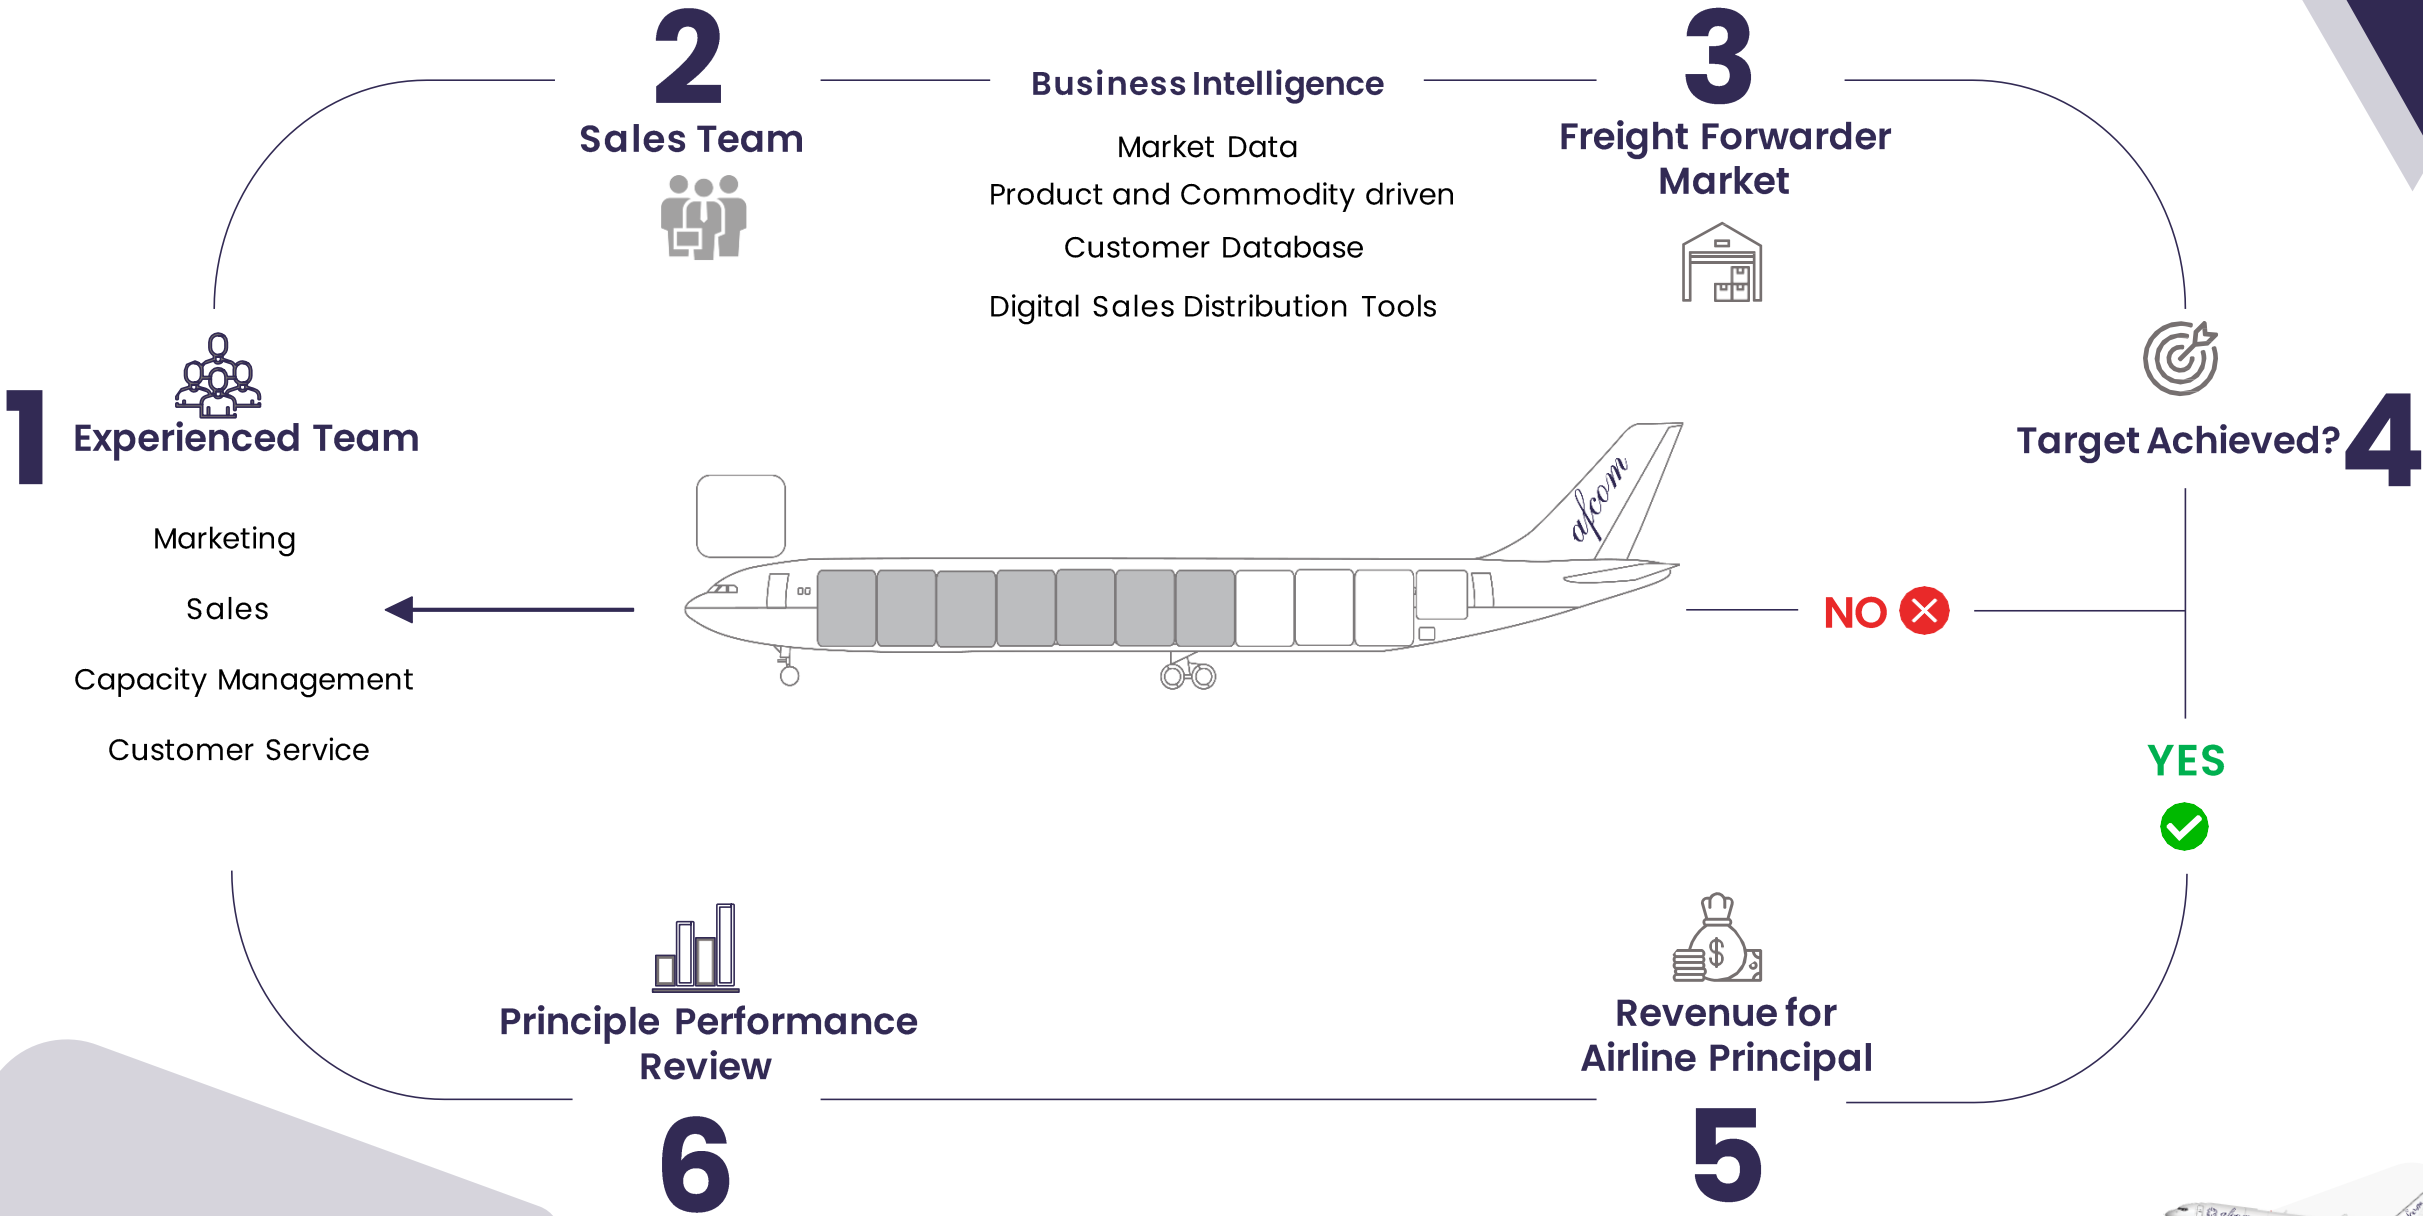 2
Sales Team
Business Intelligence
Market Data
Product and Commodity driven
Customer Database
Digital Sales Distribution Tools
3
Freight Forwarder
Market
1
Experienced Team
Marketing
Sales
Capacity Management
Customer Service
afcom
Target Achieved?
4
NO
YES
Principle Performance
Review
6
$
Revenue for
Airline Principal
5